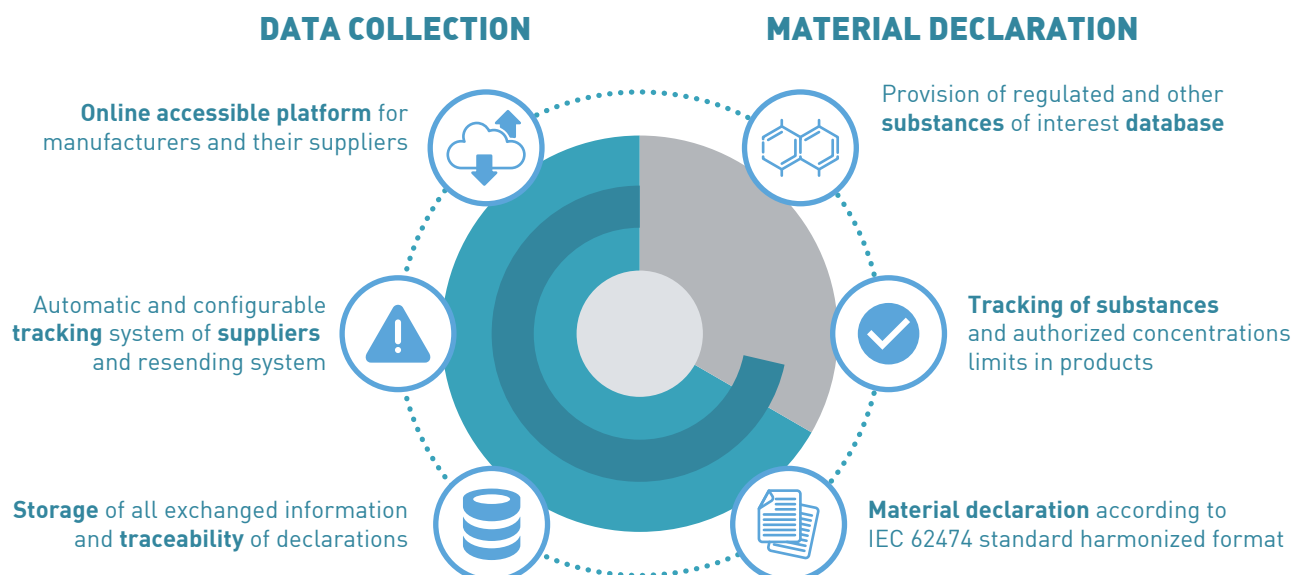 DATA COLLECTION
Online accessible platform for
manufacturers and their suppliers
Automatic and configurable
tracking system of suppliers
and resending system
Storage of all exchanged information
and traceability of declarations
MATERIAL DECLARATION
Provision of regulated and other
substances of interest database
Tracking of substances
and authorized concentrations
limits in products
Material declaration according to
IEC 62474 standard harmonized format